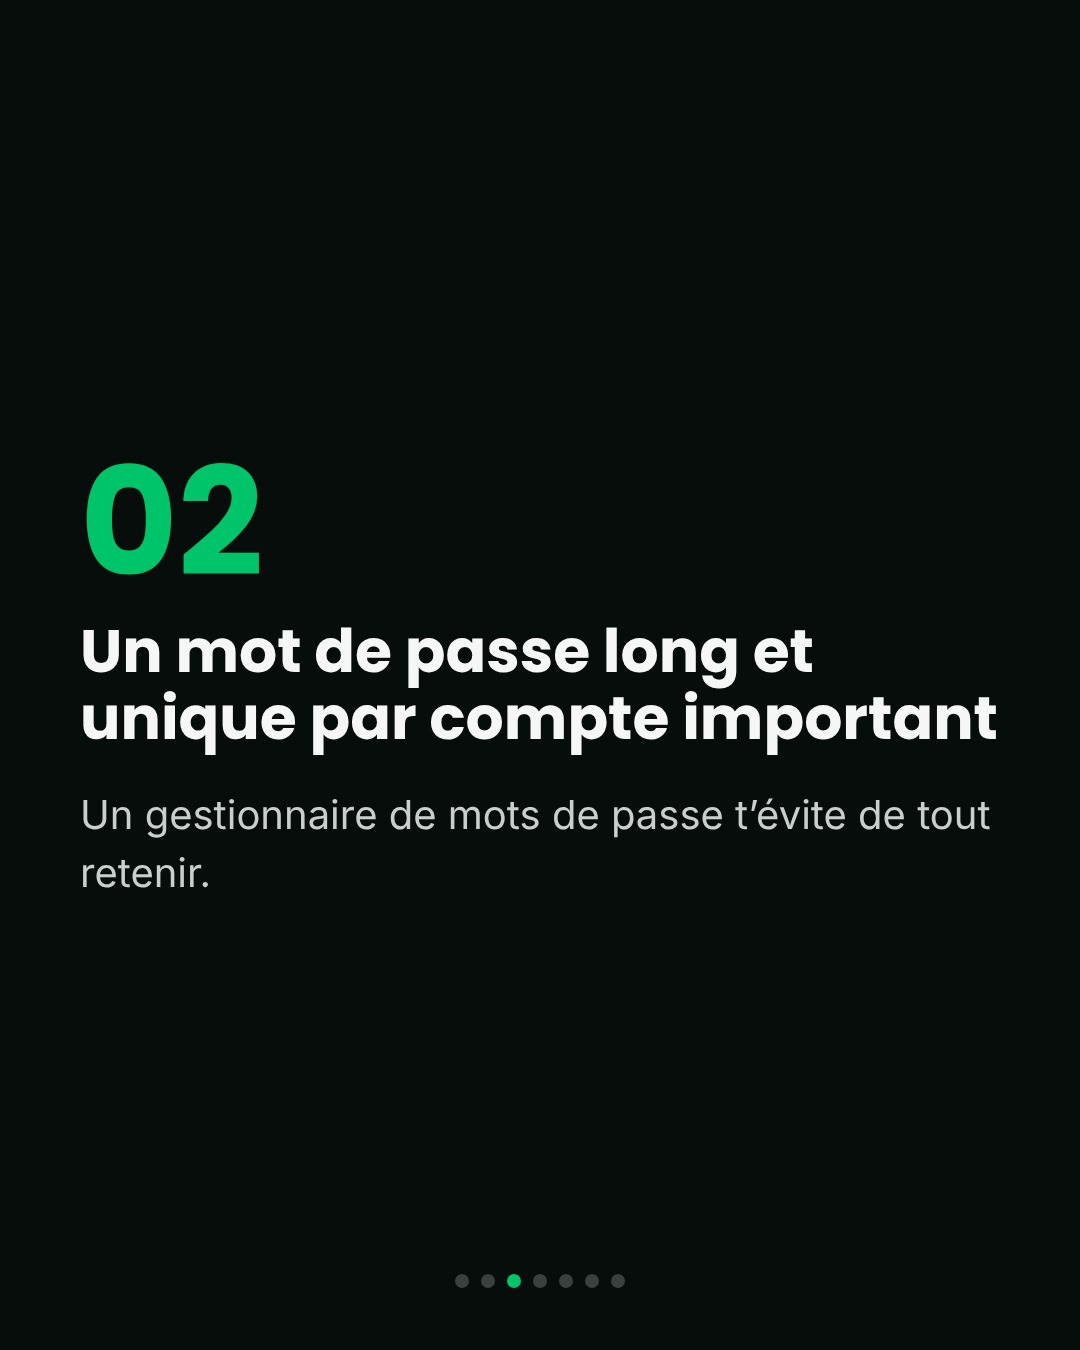 02
Un mot de passe long et
unique par compte important
Un gestionnaire de mots de passe t’évite de tout
retenir.